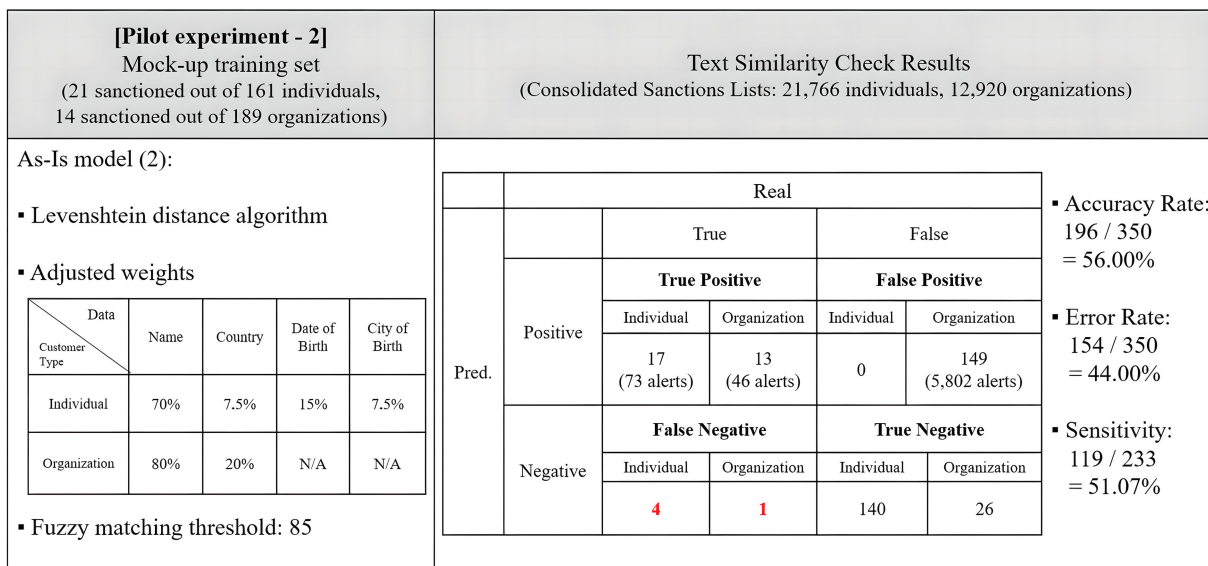 [Pilot experiment - 2]
Mock-up training set
(21 sanctioned out of 161 individuals,
14 sanctioned out of 189 organizations)
Text Similarity Check Results
(Consolidated Sanctions Lists: 21,766 individuals, 12,920 organizations)
As-Is model (2):
▪ Levenshtein distance algorithm
▪ Adjusted weights
Data
Customer
Type
Name
Country
Date of
Birth
City of
Birth
Individual
70%
7.5%
15%
7.5%
Organization
80%
20%
N/A
N/A
▪ Fuzzy matching threshold: 85
Real
Pred.
True
False
Positive
True Positive
False Positive
Individual
Organization
Individual
Organization
17
(73 alerts)
13
(46 alerts)
0
149
(5,802 alerts)
Negative
False Negative
True Negative
Individual
Organization
Individual
Organization
4
1
140
26
▪ Accuracy Rate:
196 / 350
= 56.00%
▪ Error Rate:
154 / 350
= 44.00%
▪ Sensitivity:
119 / 233
= 51.07%